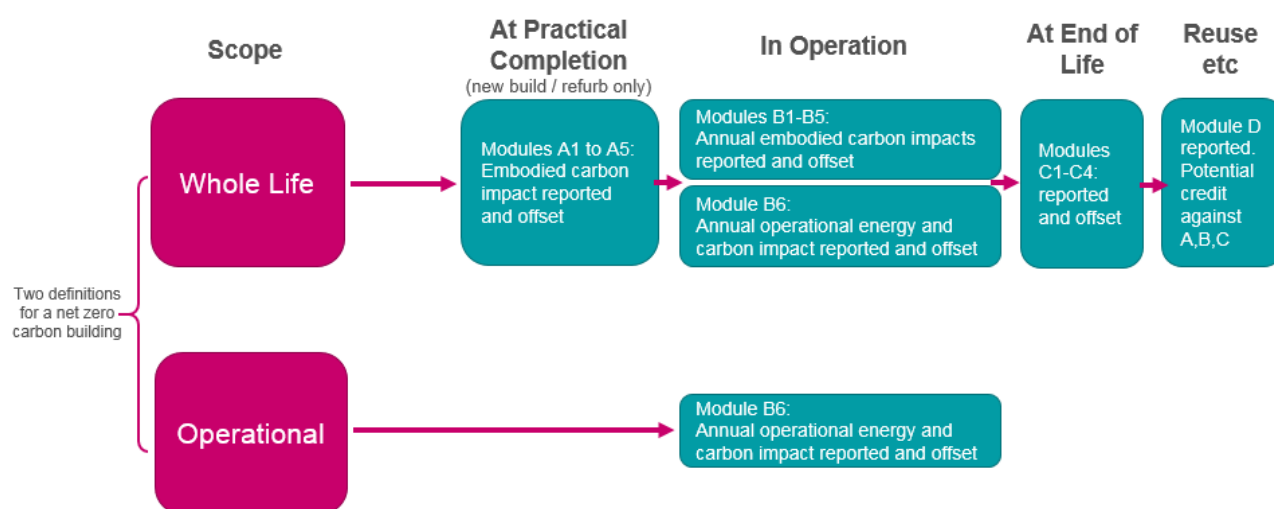 Scope
At Practical
Completion
(new build / refurb only)
In Operation
At End of
Life
Reuse
etc
Two definitions
for a net zero
carbon building
Whole Life
Modules A1 to A5:
Embodied carbon
impact reported
and offset
Modules B1-B5:
Annual embodied carbon impacts
reported and offset
Module B6:
Annual operational energy and
carbon impact reported and offset
Modules
C1-C4:
reported
and offset
Module D
reported.
Potential
credit
against
A,B,C
Operational
Module B6:
Annual operational energy and
carbon impact reported and offset